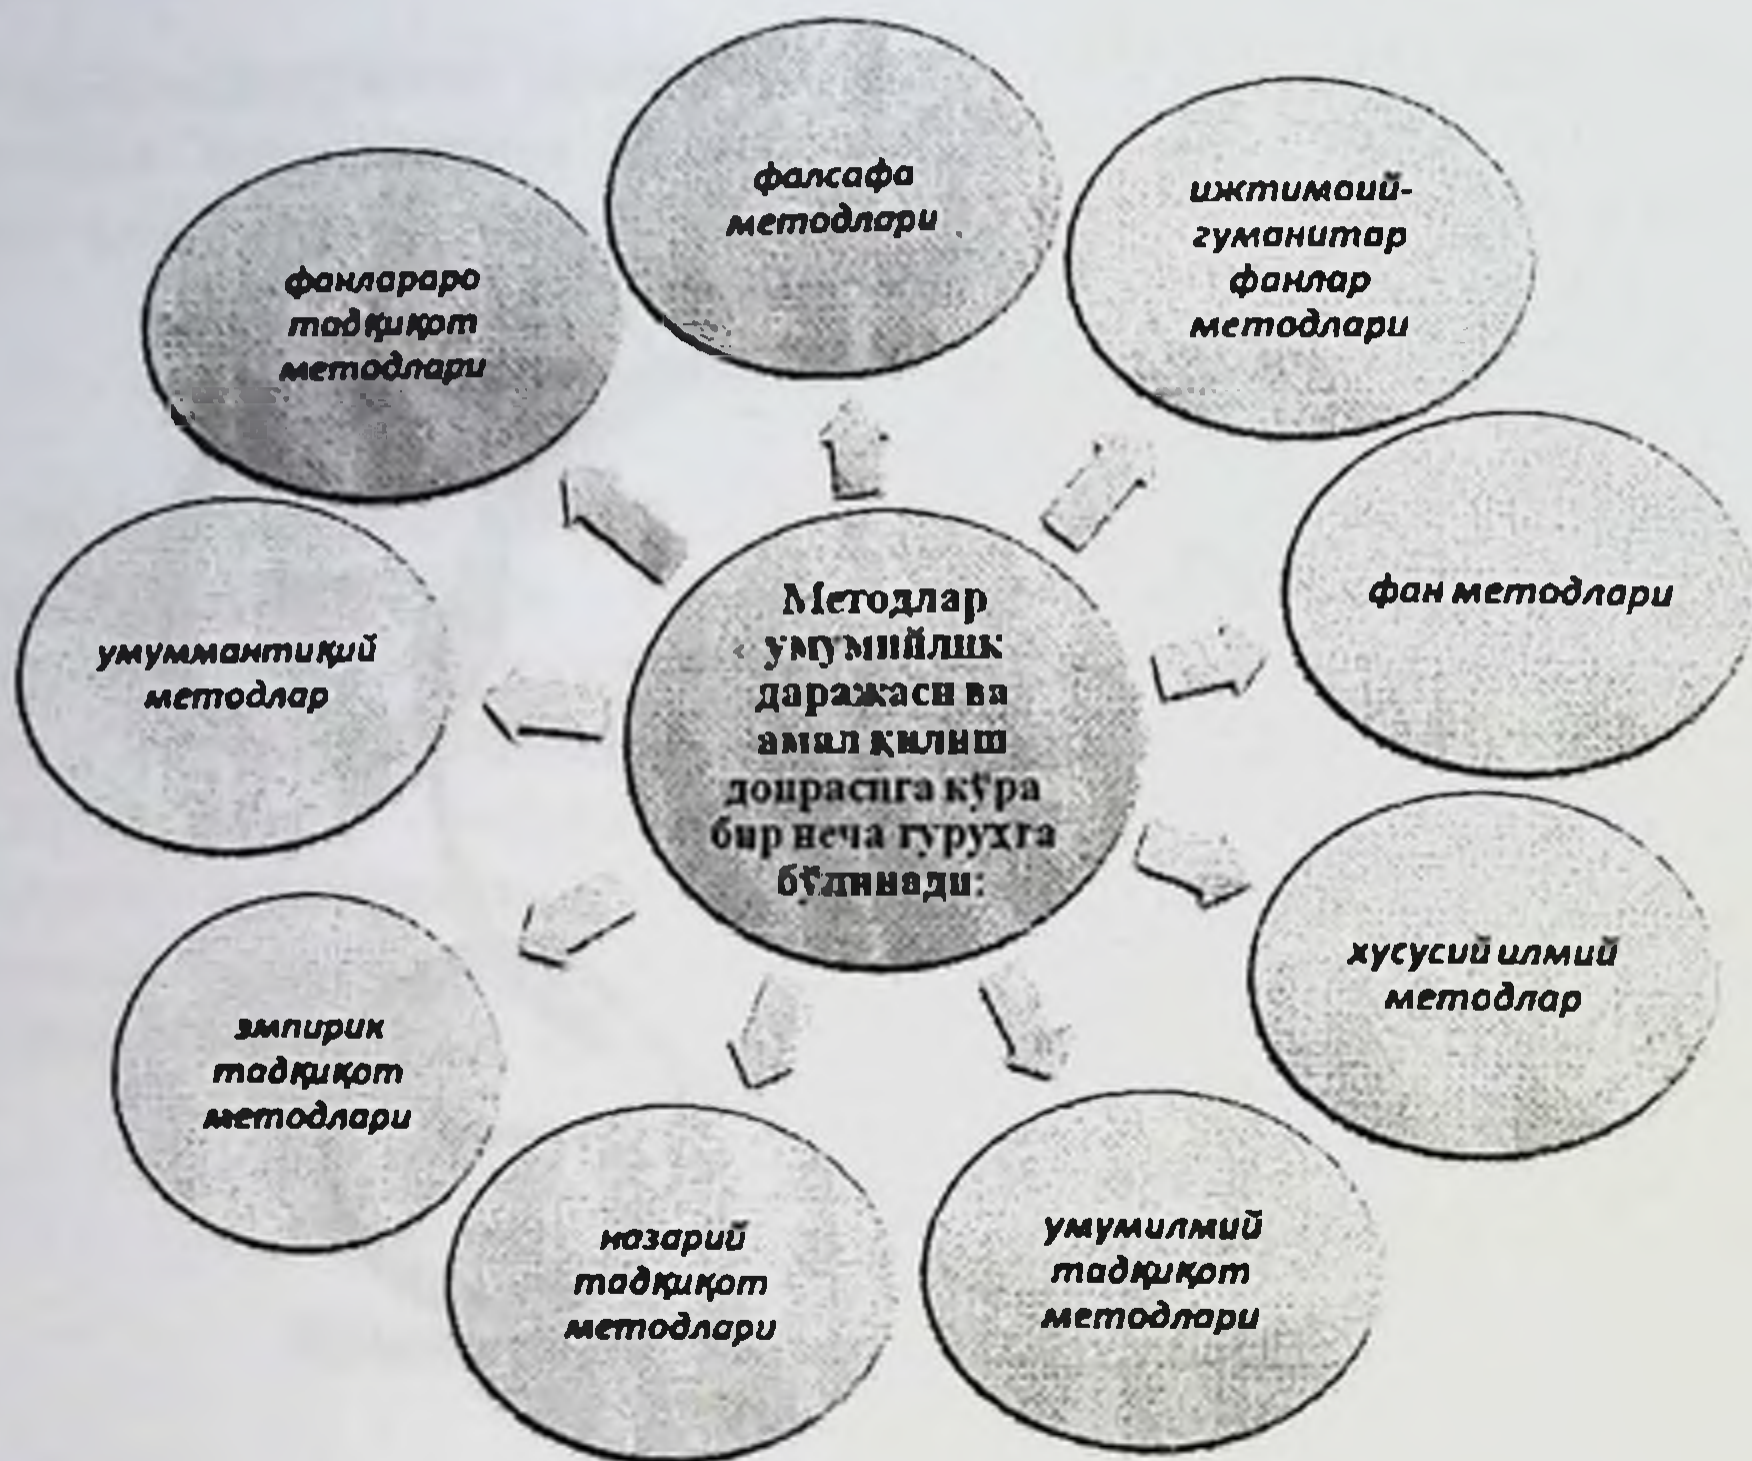 фалсафа
методлари
ижтимоий-
гуманитар
фанлар
методлари
фанлараро
тадқиқот
методлари
фан методлари
Методлар
умумийлик
даражаси ва
амал қилиш
доирасига кўра
бир неча гуруҳга
бўлинади:
умуммантиқий
методлар
хусусий илмий
методлар
эмпирик
тадқиқот
методлари
назарий
тадқиқот
методлари
умумилмий
тадқиқот
методлари